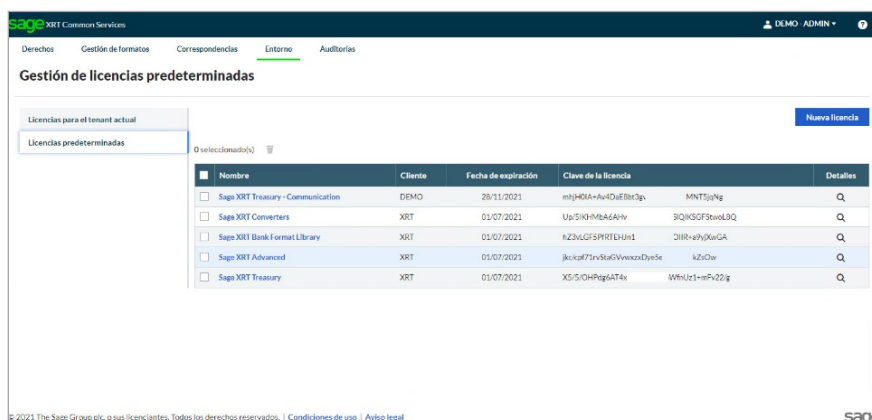 sage XRT Common Services DEMO - ADMIN
Derechos Gestión de formatos Correspondencias Entorno Auditorías
Gestión de licencias predeterminadas
Licencias para el tenant actual
Nueva licencia
Licencias predeterminadas
0 seleccionado(s)
Nombre Cliente Fecha de expiración Clave de la licencia Detalles
Sage XRT Treasury - Communication DEMO 28/11/2021 MNT5jqNg
Sage XRT Converters XRT 01/07/2021
Sage XRT Bank Format Library XRT 01/07/2021
Sage XRT Advanced XRT 01/07/2021 kZsOw
Sage XRT Treasury XRT 01/07/2021
© 2021 The Sage Group plc. o sus licenciantes. Todos los derechos reservados. | Condiciones de uso | Aviso legal